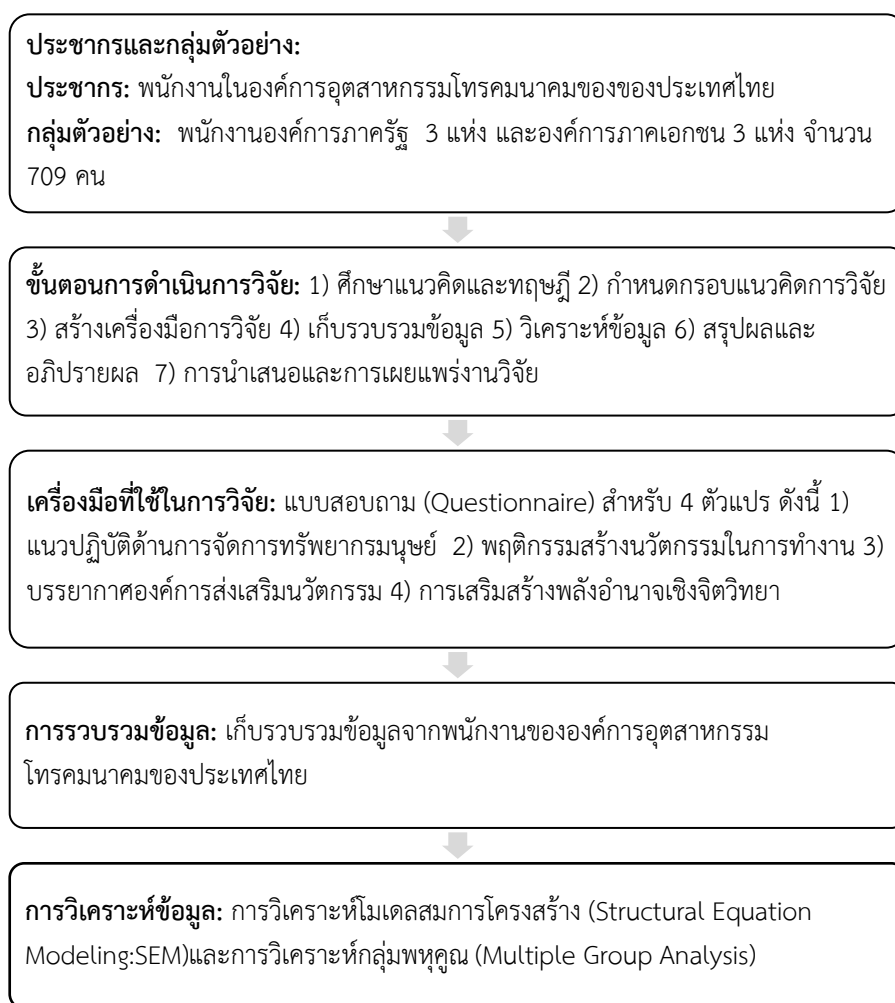 ประชากรและกลุ่มตัวอย่าง:
ประชากร: พนักงานในองค์การอุตสาหกรรมโทรคมนาคมของของประเทศไทย
กลุ่มตัวอย่าง: พนักงานองค์การภาครัฐ 3 แห่ง และองค์การภาคเอกชน 3 แห่ง จำนวน
709 คน
ขั้นตอนการดำเนินการวิจัย: 1) ศึกษาแนวคิดและทฤษฎี 2) กำหนดกรอบแนวคิดการวิจัย
3) สร้างเครื่องมือการวิจัย 4) เก็บรวบรวมข้อมูล 5) วิเคราะห์ข้อมูล 6) สรุปผลและ
อภิปรายผล 7) การนำเสนอและการเผยแพร่งานวิจัย
เครื่องมือที่ใช้ในการวิจัย: แบบสอบถาม (Questionnaire) สำหรับ 4 ตัวแปร ดังนี้ 1)
แนวปฏิบัติด้านการจัดการทรัพยากรมนุษย์ 2) พฤติกรรมสร้างนวัตกรรมในการทำงาน 3)
บรรยากาศองค์การส่งเสริมนวัตกรรม 4) การเสริมสร้างพลังอำนาจเชิงจิตวิทยา
การรวบรวมข้อมูล: เก็บรวบรวมข้อมูลจากพนักงานขององค์การอุตสาหกรรม
โทรคมนาคมของประเทศไทย
การวิเคราะห์ข้อมูล: การวิเคราะห์โมเดลสมการโครงสร้าง (Structural Equation
Modeling:SEM)และการวิเคราะห์กลุ่มพหุคูณ (Multiple Group Analysis)